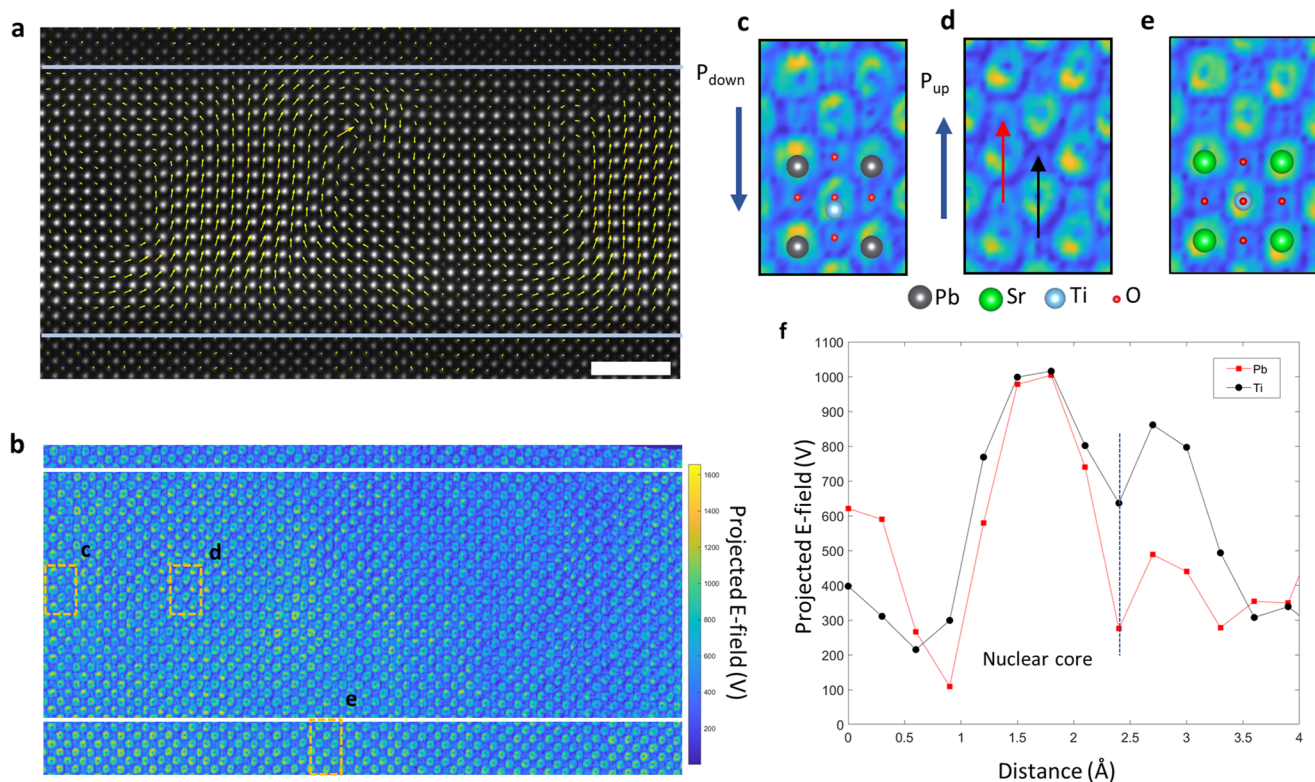 a
c
d
e
P_down
P_up
Pb
Sr
Ti
O
b
c
d
e
1600
1400
1200
1000
800
600
400
200
Projected E-field (V)
f
1100
1000
900
800
700
600
500
400
300
200
100
0
Projected E-field (V)
Pb
Ti
Nuclear core
0
0.5
1
1.5
2
2.5
3
3.5
4
Distance (Å)